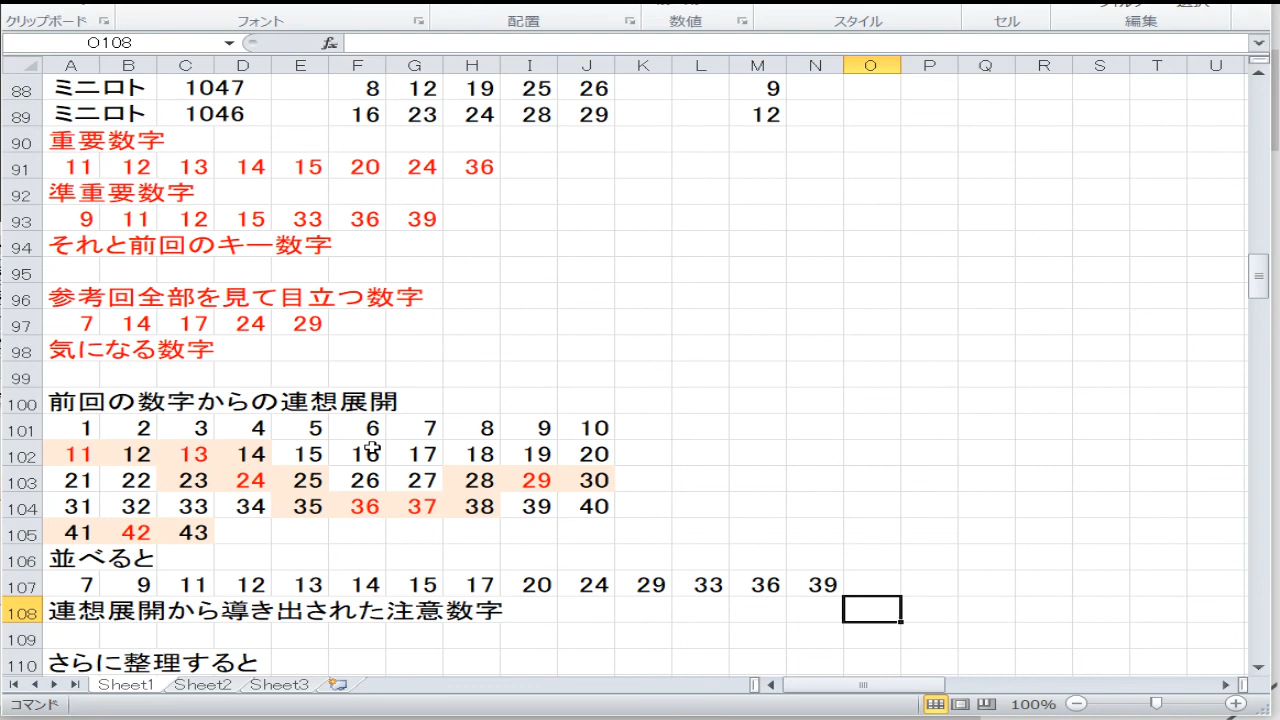 クリップボード フォント 配置 数値 スタイル セル 編集
O108 fx
A B C D E F G H I J K L M N O P Q R S T U
88 ミニロト 1047 8 12 19 25 26 9
89 ミニロト 1046 16 23 24 28 29 12
90 重要数字
91 11 12 13 14 15 20 24 36
92 準重要数字
93 9 11 12 15 33 36 39
94 それと前回のキー数字
95
96 参考回全部を見て目立つ数字
97 7 14 17 24 29
98 気になる数字
99
100 前回の数字からの連想展開
101 1 2 3 4 5 6 7 8 9 10
102 11 12 13 14 15 16 17 18 19 20
103 21 22 23 24 25 26 27 28 29 30
104 31 32 33 34 35 36 37 38 39 40
105 41 42 43
106 並べると
107 7 9 11 12 13 14 15 17 20 24 29 33 36 39
108 連想展開から導き出された注意数字
109
110 さらに整理すると
Sheet1 Sheet2 Sheet3
コマンド 100%